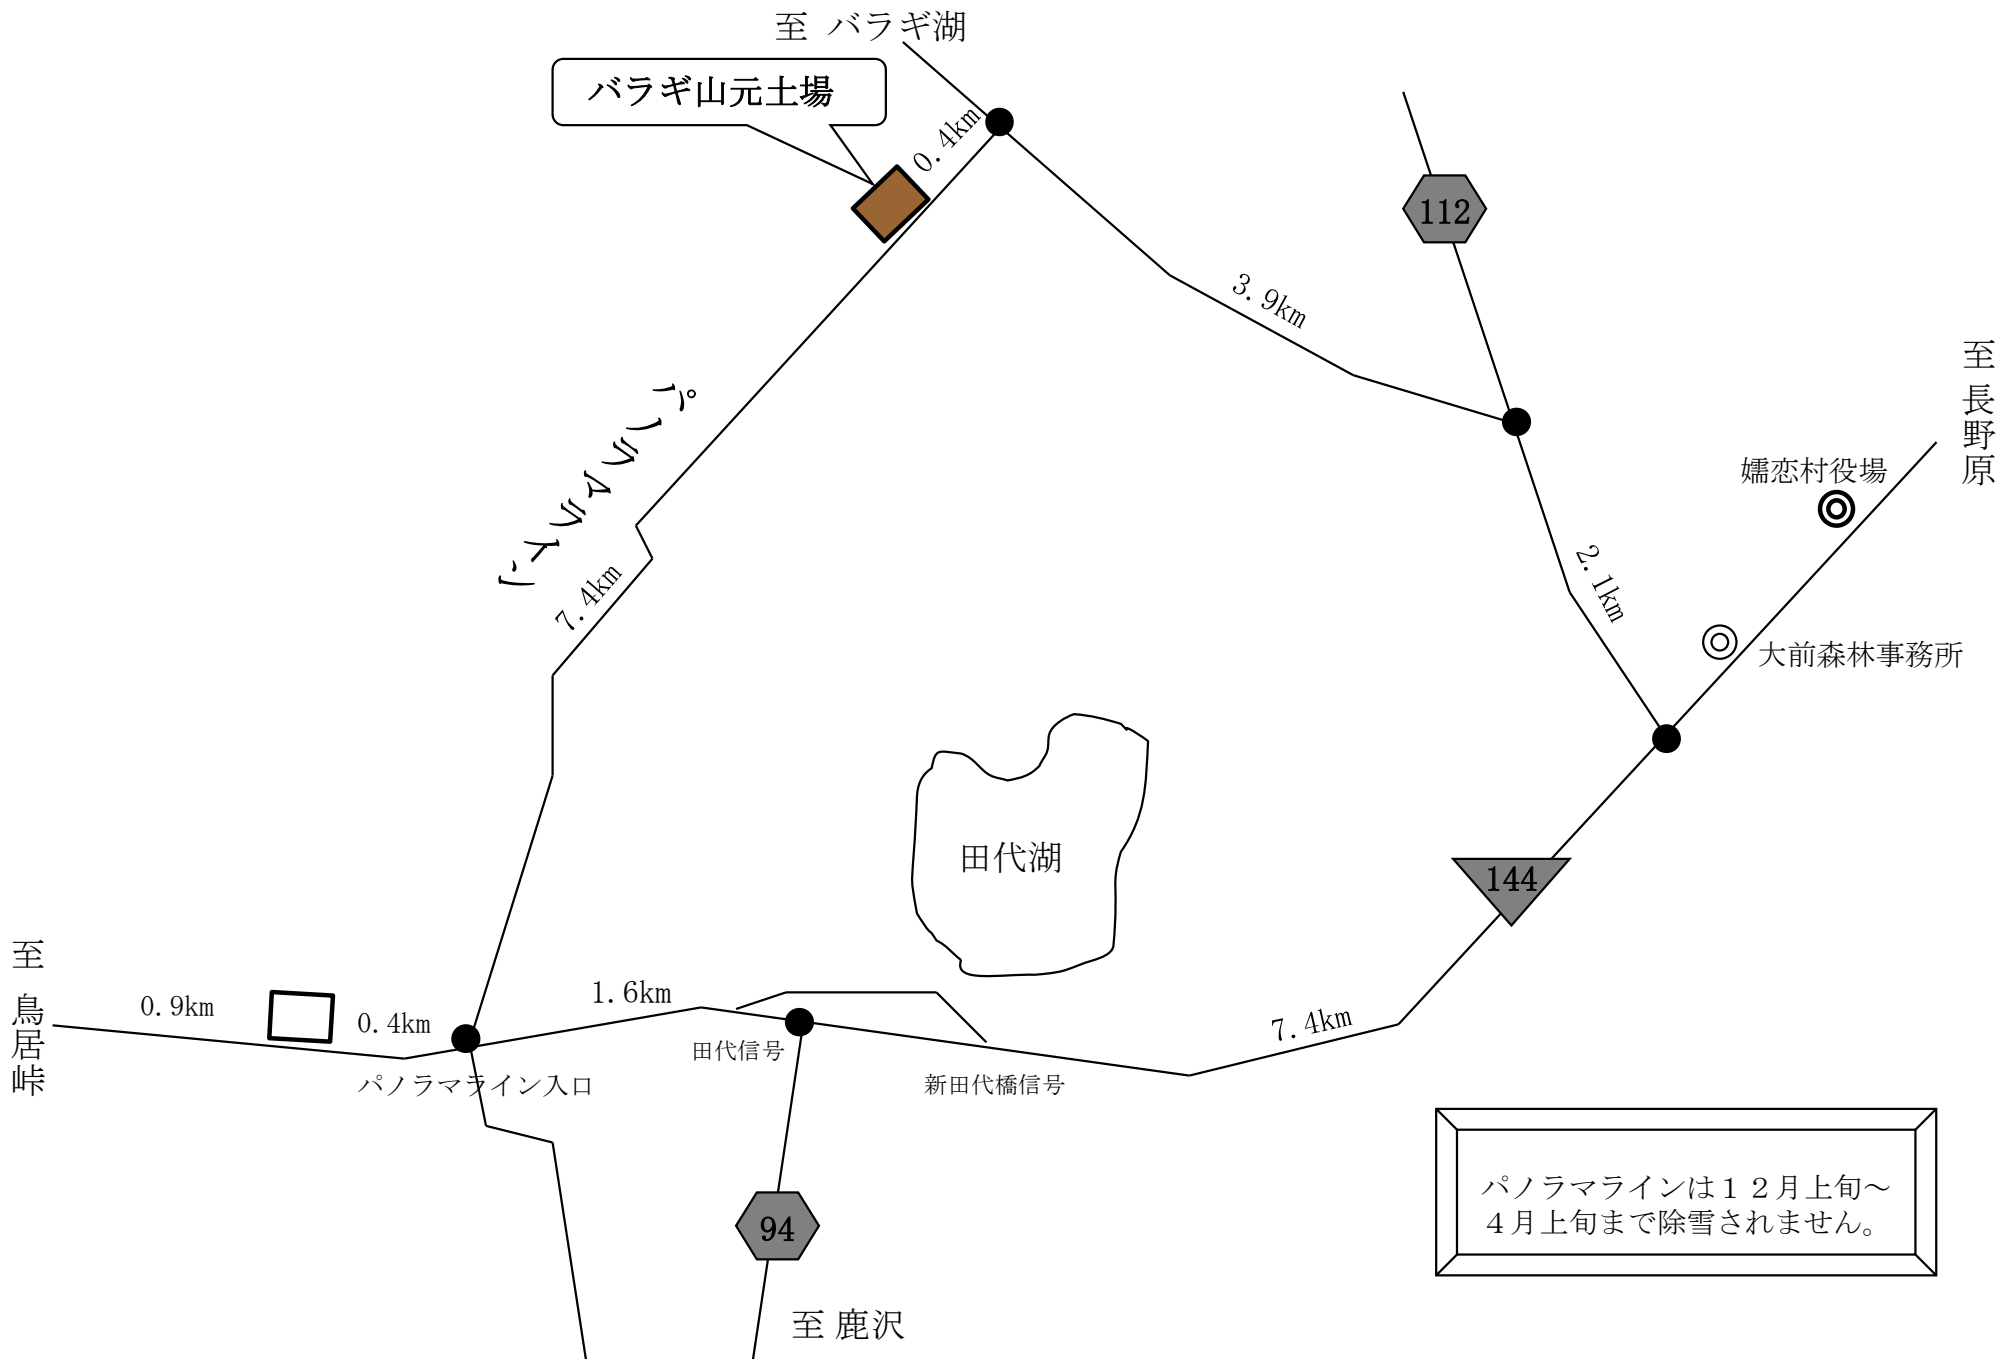 至 バラギ湖
バラギ山元土場
0.4km
112
3.9km
至 長野原
パノラマライン
嬬恋村役場
7.4km
2.1km
大前森林事務所
田代湖
144
至 鳥居峠
0.9km
0.4km
1.6km
7.4km
田代信号
パノラマライン入口
新田代橋信号
パノラマラインは１２月上旬～
４月上旬まで除雪されません。
94
至 鹿沢